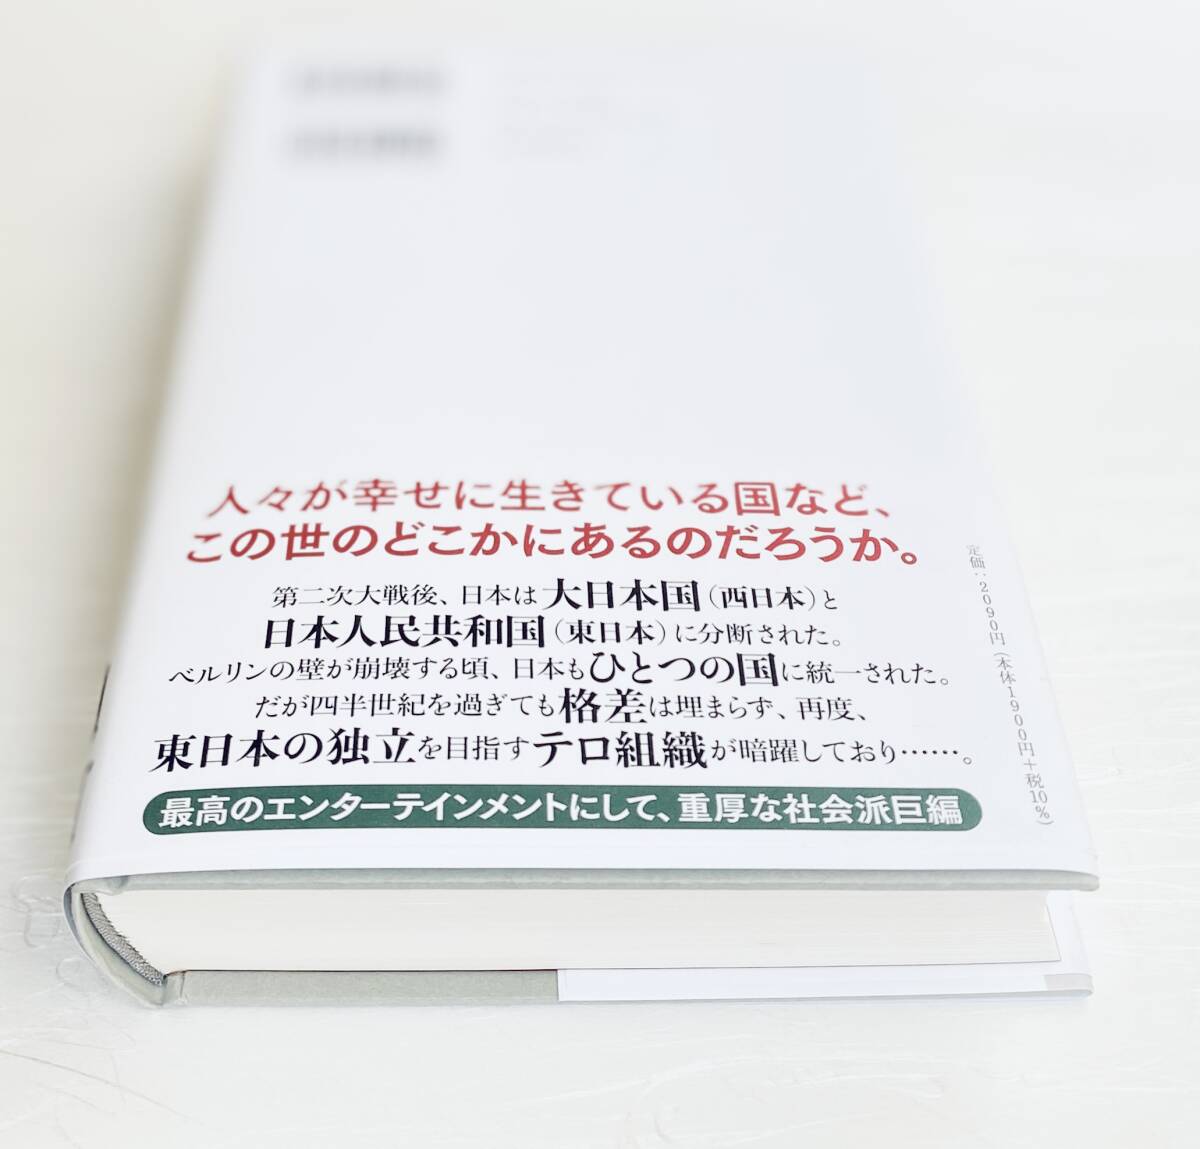 人々が幸せに生きている国など、
この世のどこかにあるのだろうか。
第二次大戦後、日本は大日本国（西日本）と
日本人民共和国（東日本）に分断された。
ベルリンの壁が崩壊する頃、日本もひとつの国に統一された。
だが四半世紀を過ぎても格差は埋まらず、再度、
東日本の独立を目指すテロ組織が暗躍しており……。
最高のエンターテインメントにして、重厚な社会派巨編
定価：2090円（本体1900円＋税10%）